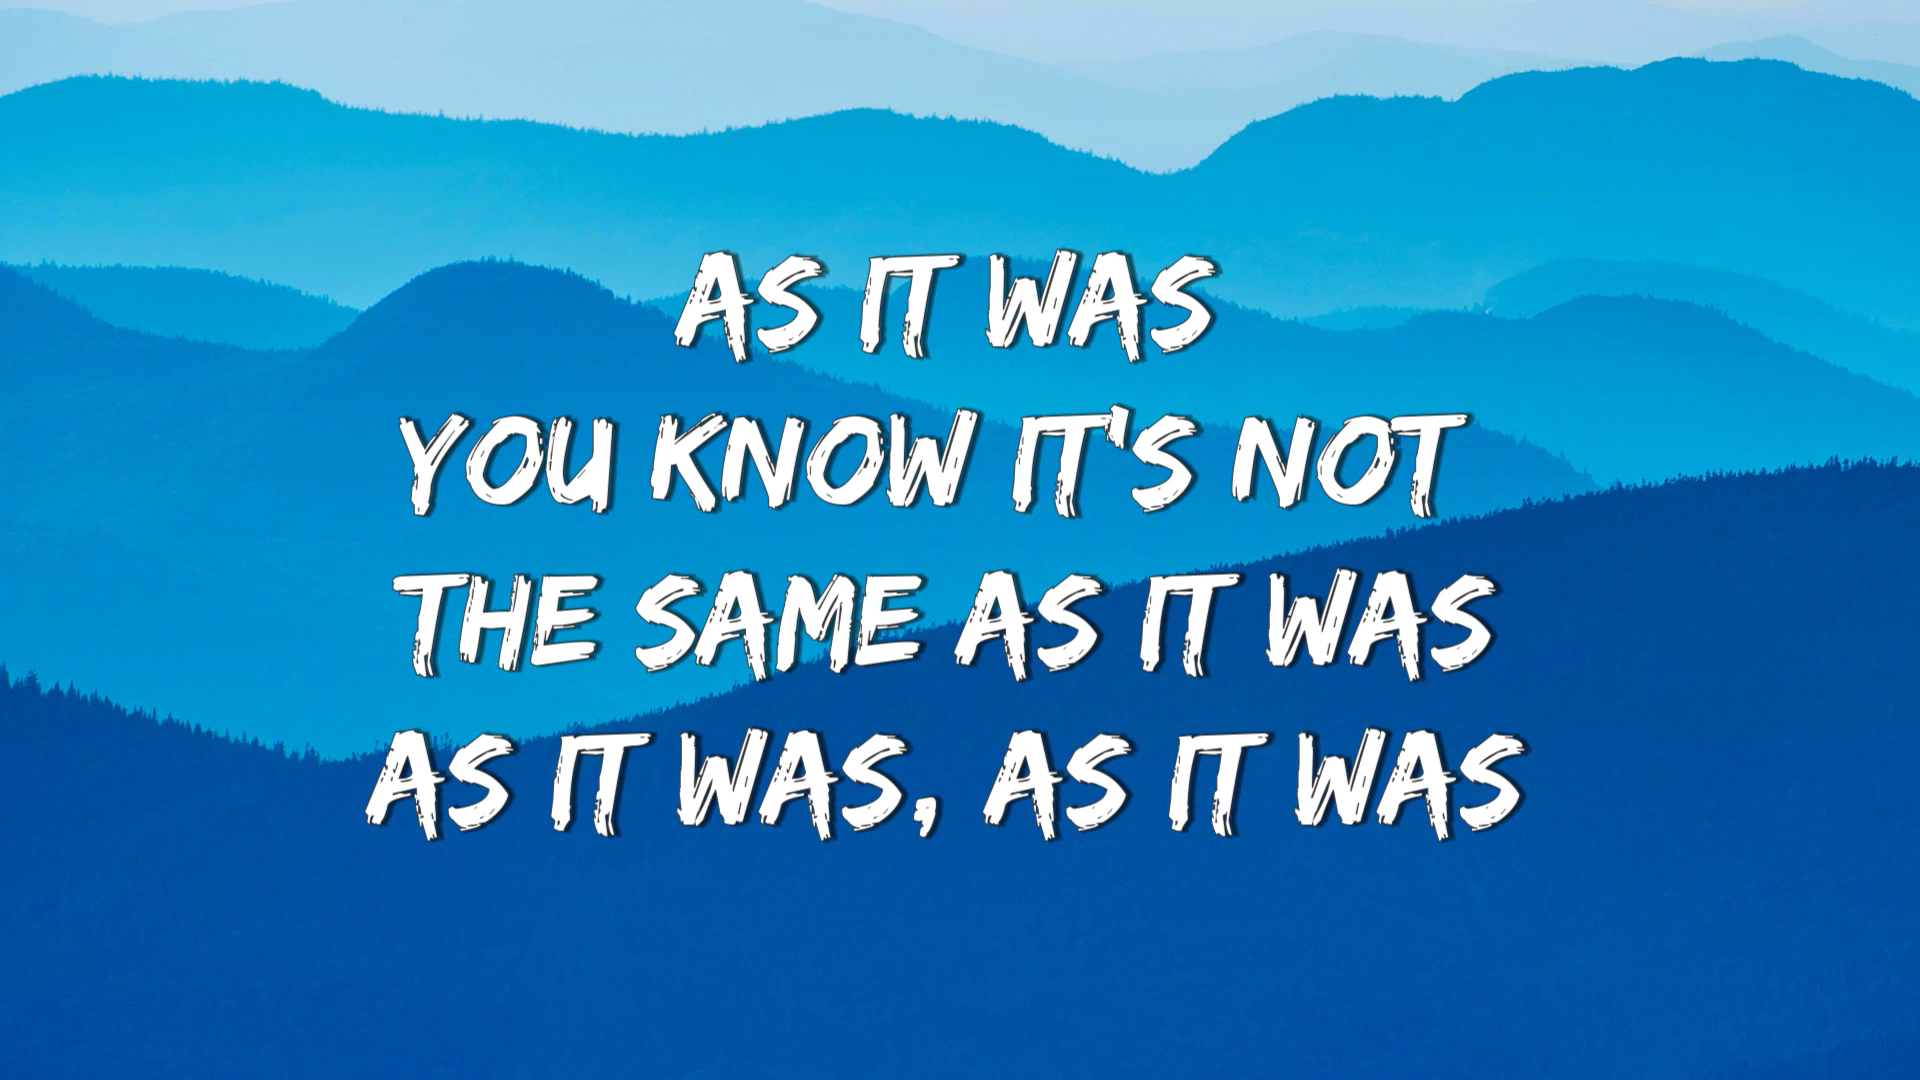 AS IT WAS
YOU KNOW IT'S NOT
THE SAME AS IT WAS
AS IT WAS, AS IT WAS